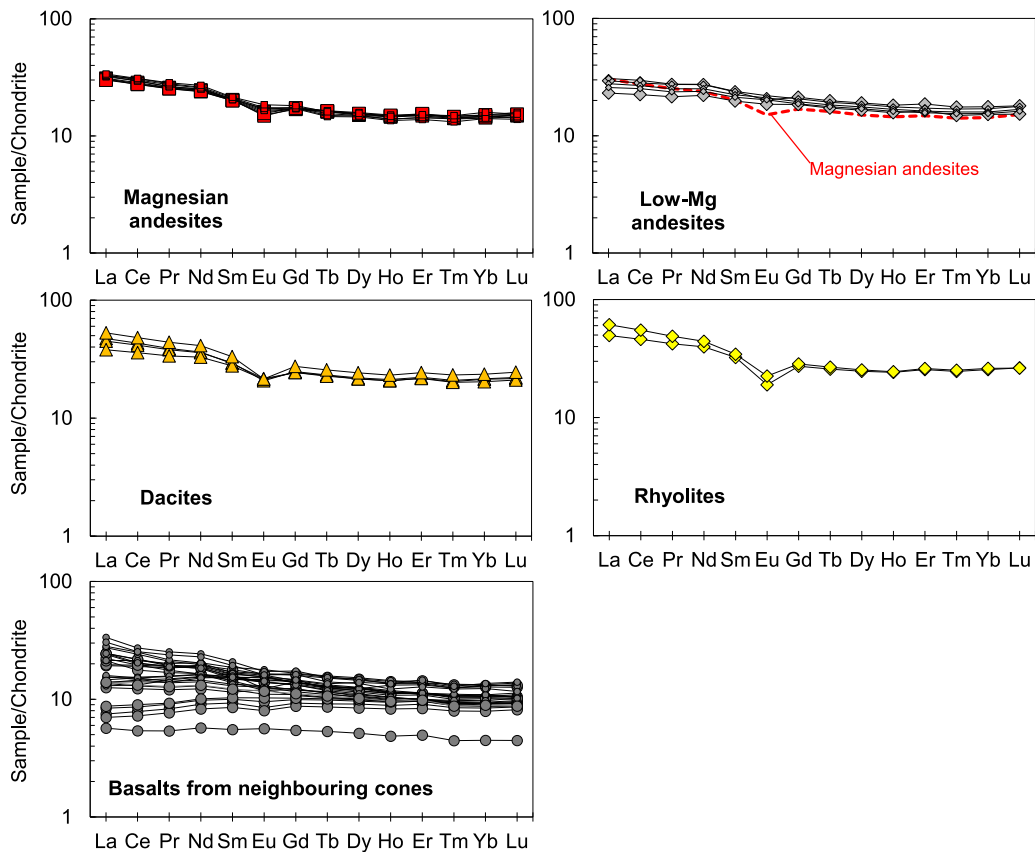 100
10
1
Sample/Chondrite
Magnesian
andesites
La Ce Pr Nd Sm Eu Gd Tb Dy Ho Er Tm Yb Lu
100
10
1
Magnesian andesites
Low-Mg
andesites
La Ce Pr Nd Sm Eu Gd Tb Dy Ho Er Tm Yb Lu
100
10
1
Sample/Chondrite
Dacites
La Ce Pr Nd Sm Eu Gd Tb Dy Ho Er Tm Yb Lu
100
10
1
Rhyolites
La Ce Pr Nd Sm Eu Gd Tb Dy Ho Er Tm Yb Lu
100
10
1
Sample/Chondrite
Basalts from neighbouring cones
La Ce Pr Nd Sm Eu Gd Tb Dy Ho Er Tm Yb Lu